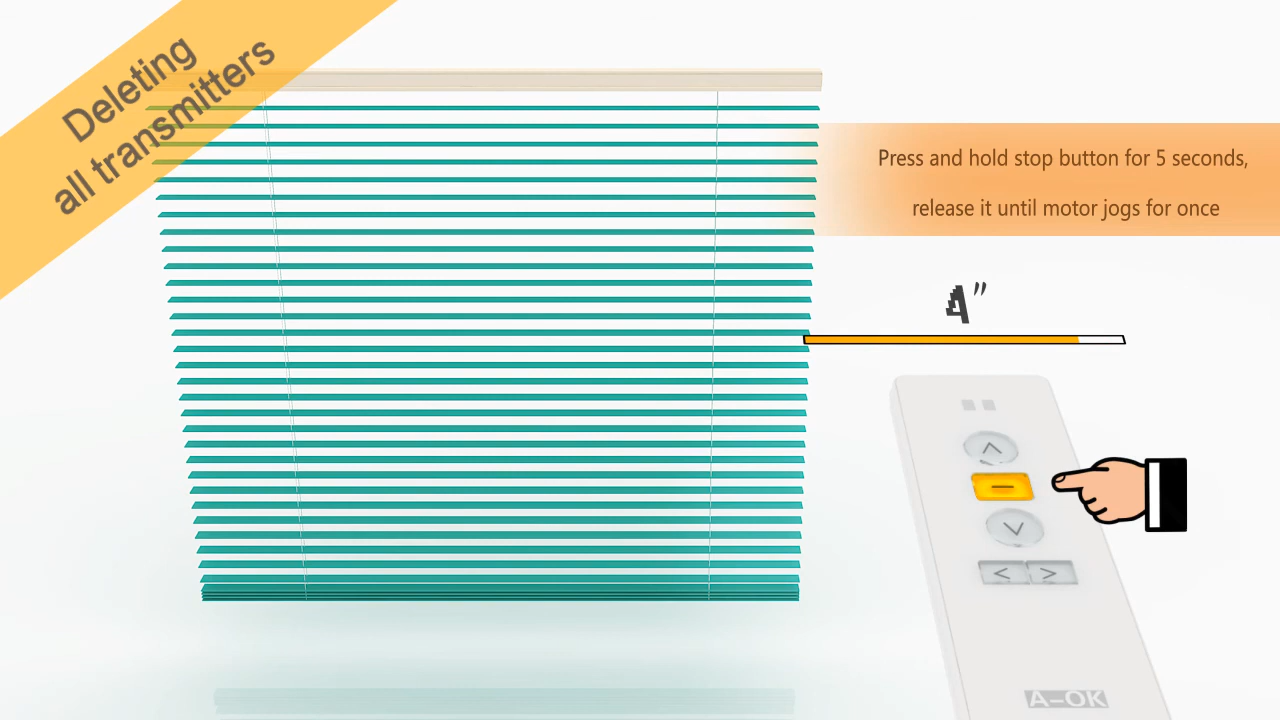 Deleting
all transmitters
Press and hold stop button for 5 seconds,
release it until motor jogs for once
4”
A-OK